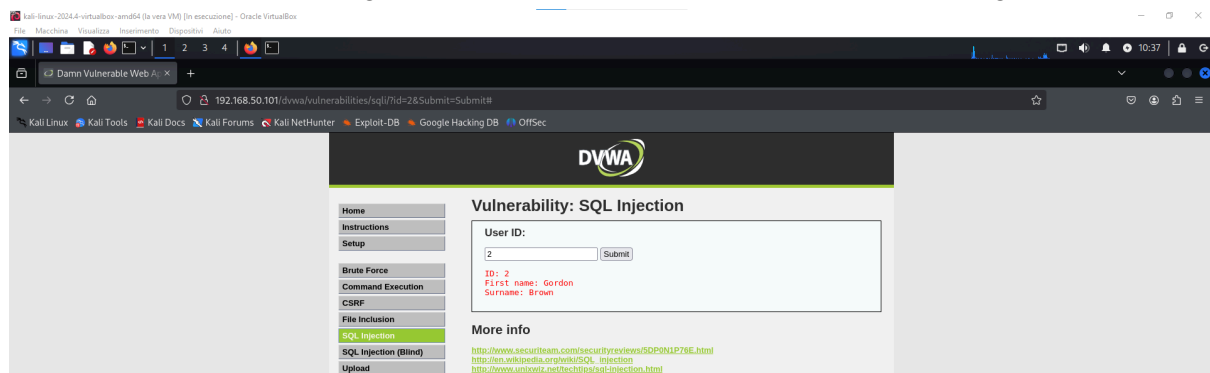 kali-linux-2024.4-virtualbox-amd64 (la vera VM) [In esecuzione] - Oracle VirtualBox
File Macchina Visualizza Inserimento Dispositivi Aiuto
1 2 3 4 10:37
Damn Vulnerable Web Ap
192.168.50.101/dvwa/vulnerabilities/sqli/?id=2&Submit=Submit#
Kali Linux Kali Tools Kali Docs Kali Forums Kali NetHunter Exploit-DB Google Hacking DB OffSec
DVWA
Home
Instructions
Setup
Brute Force
Command Execution
CSRF
File Inclusion
SQL Injection
SQL Injection (Blind)
Upload
Vulnerability: SQL Injection
User ID:
2 Submit
ID: 2
First name: Gordon
Surname: Brown
More info
http://www.securiteam.com/securityreviews/5DP0N1P76E.html
http://en.wikipedia.org/wiki/SQL_injection
http://www.unixwiz.net/techtips/sql-injection.html